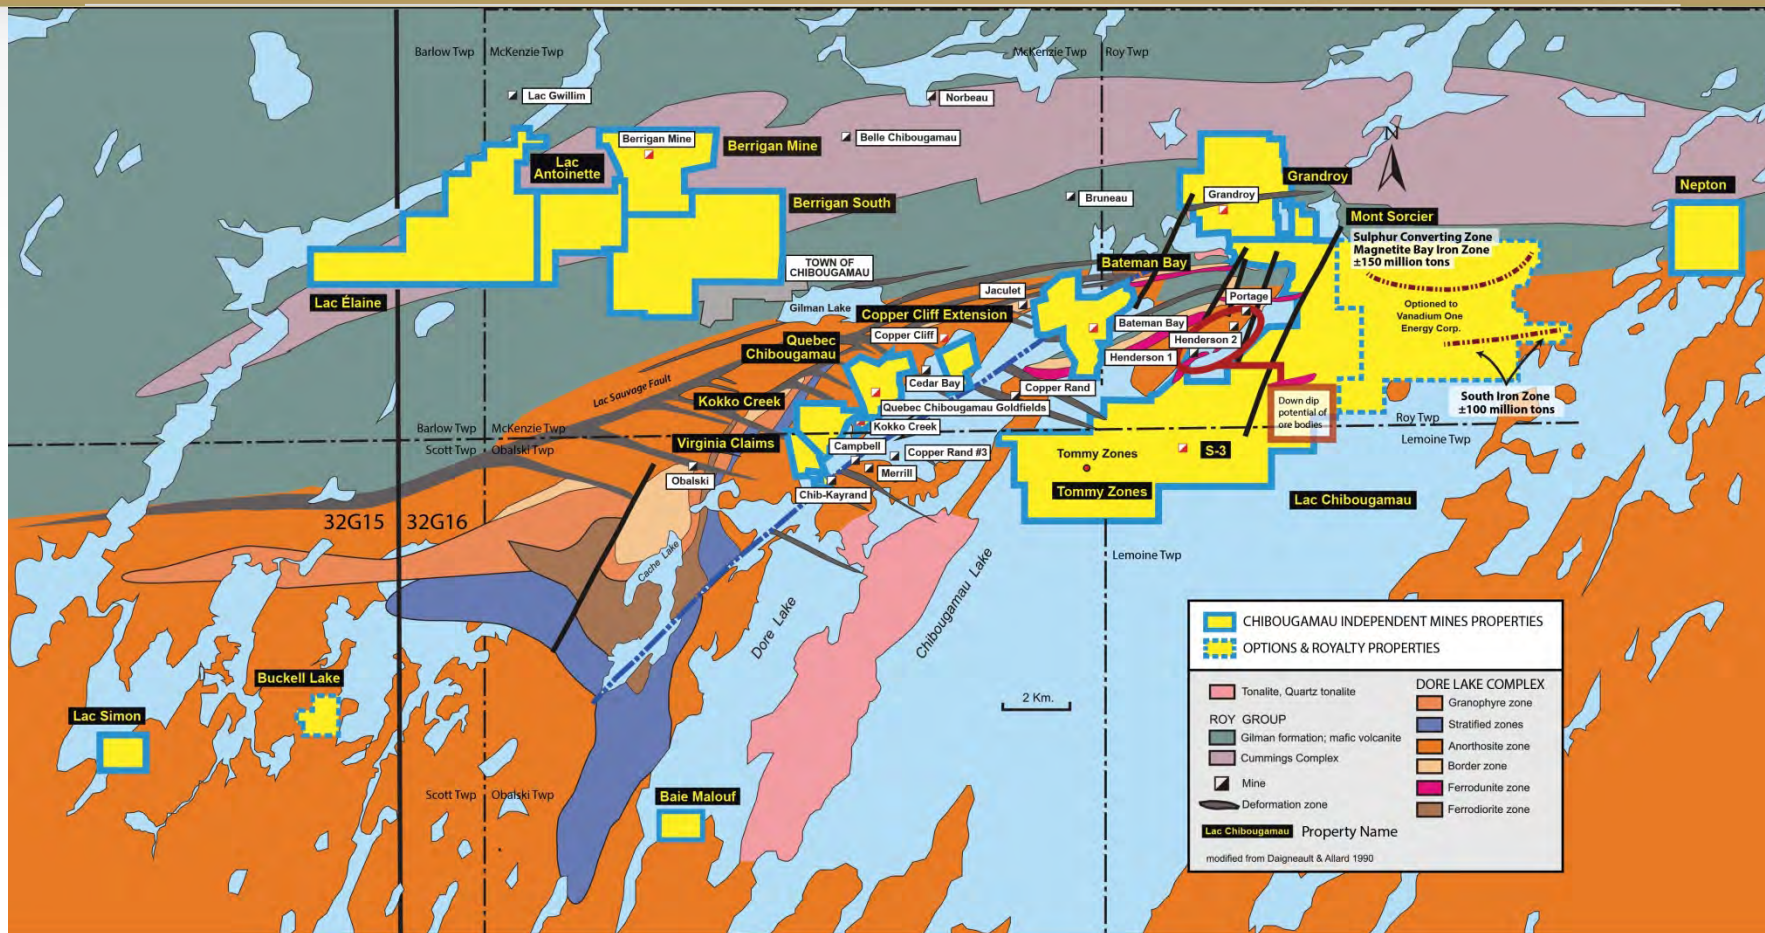 Barlow Twp
McKenzie Twp
McKenzie Twp
Roy Twp
Lac Gwillim
Norbeau
Berrigan Mine
Belle Chibougamau
Berrigan Mine
N
Lac
Antoinette
Grandroy
Nepton
Berrigan South
Bruneau
Grandroy
Mont Sorcier
Sulphur Converting Zone
Magnetite Bay Iron Zone
±150 million tons
TOWN OF
CHIBOUGAMAU
Bateman Bay
Lac Élaine
Jaculet
Portage
Optioned to
Vanadium One
Energy Corp.
Gilman Lake
Copper Cliff Extension
Bateman Bay
Copper Cliff
Henderson 2
Quebec
Chibougamau
Henderson 1
Cedar Bay
Copper Rand
Lac Sauvage Fault
Kokko Creek
Quebec Chibougamau Goldfields
Down dip
potential of
ore bodies
South Iron Zone
±100 million tons
Kokko Creek
Roy Twp
Lemoine Twp
Barlow Twp
McKenzie Twp
Virginia Claims
Campbell
Copper Rand #3
Scott Twp
Obalski Twp
Tommy Zones
S-3
Merrill
Obalski
Chib-Kayrand
Tommy Zones
Lac Chibougamau
32G15
32G16
Cache Lake
Lemoine Twp
Dore Lake
Chibougamau Lake
Buckell Lake
Lac Simon
2 Km.
Scott Twp
Obalski Twp
Baie Malouf
CHIBOUGAMAU INDEPENDENT MINES PROPERTIES
OPTIONS & ROYALTY PROPERTIES
Tonalite, Quartz tonalite
ROY GROUP
Gilman formation; mafic volcanite
Cummings Complex
Mine
Deformation zone
Lac Chibougamau
Property Name
modified from Daigneault & Allard 1990
DORE LAKE COMPLEX
Granophyre zone
Stratified zones
Anorthosite zone
Border zone
Ferrodunite zone
Ferrodiorite zone